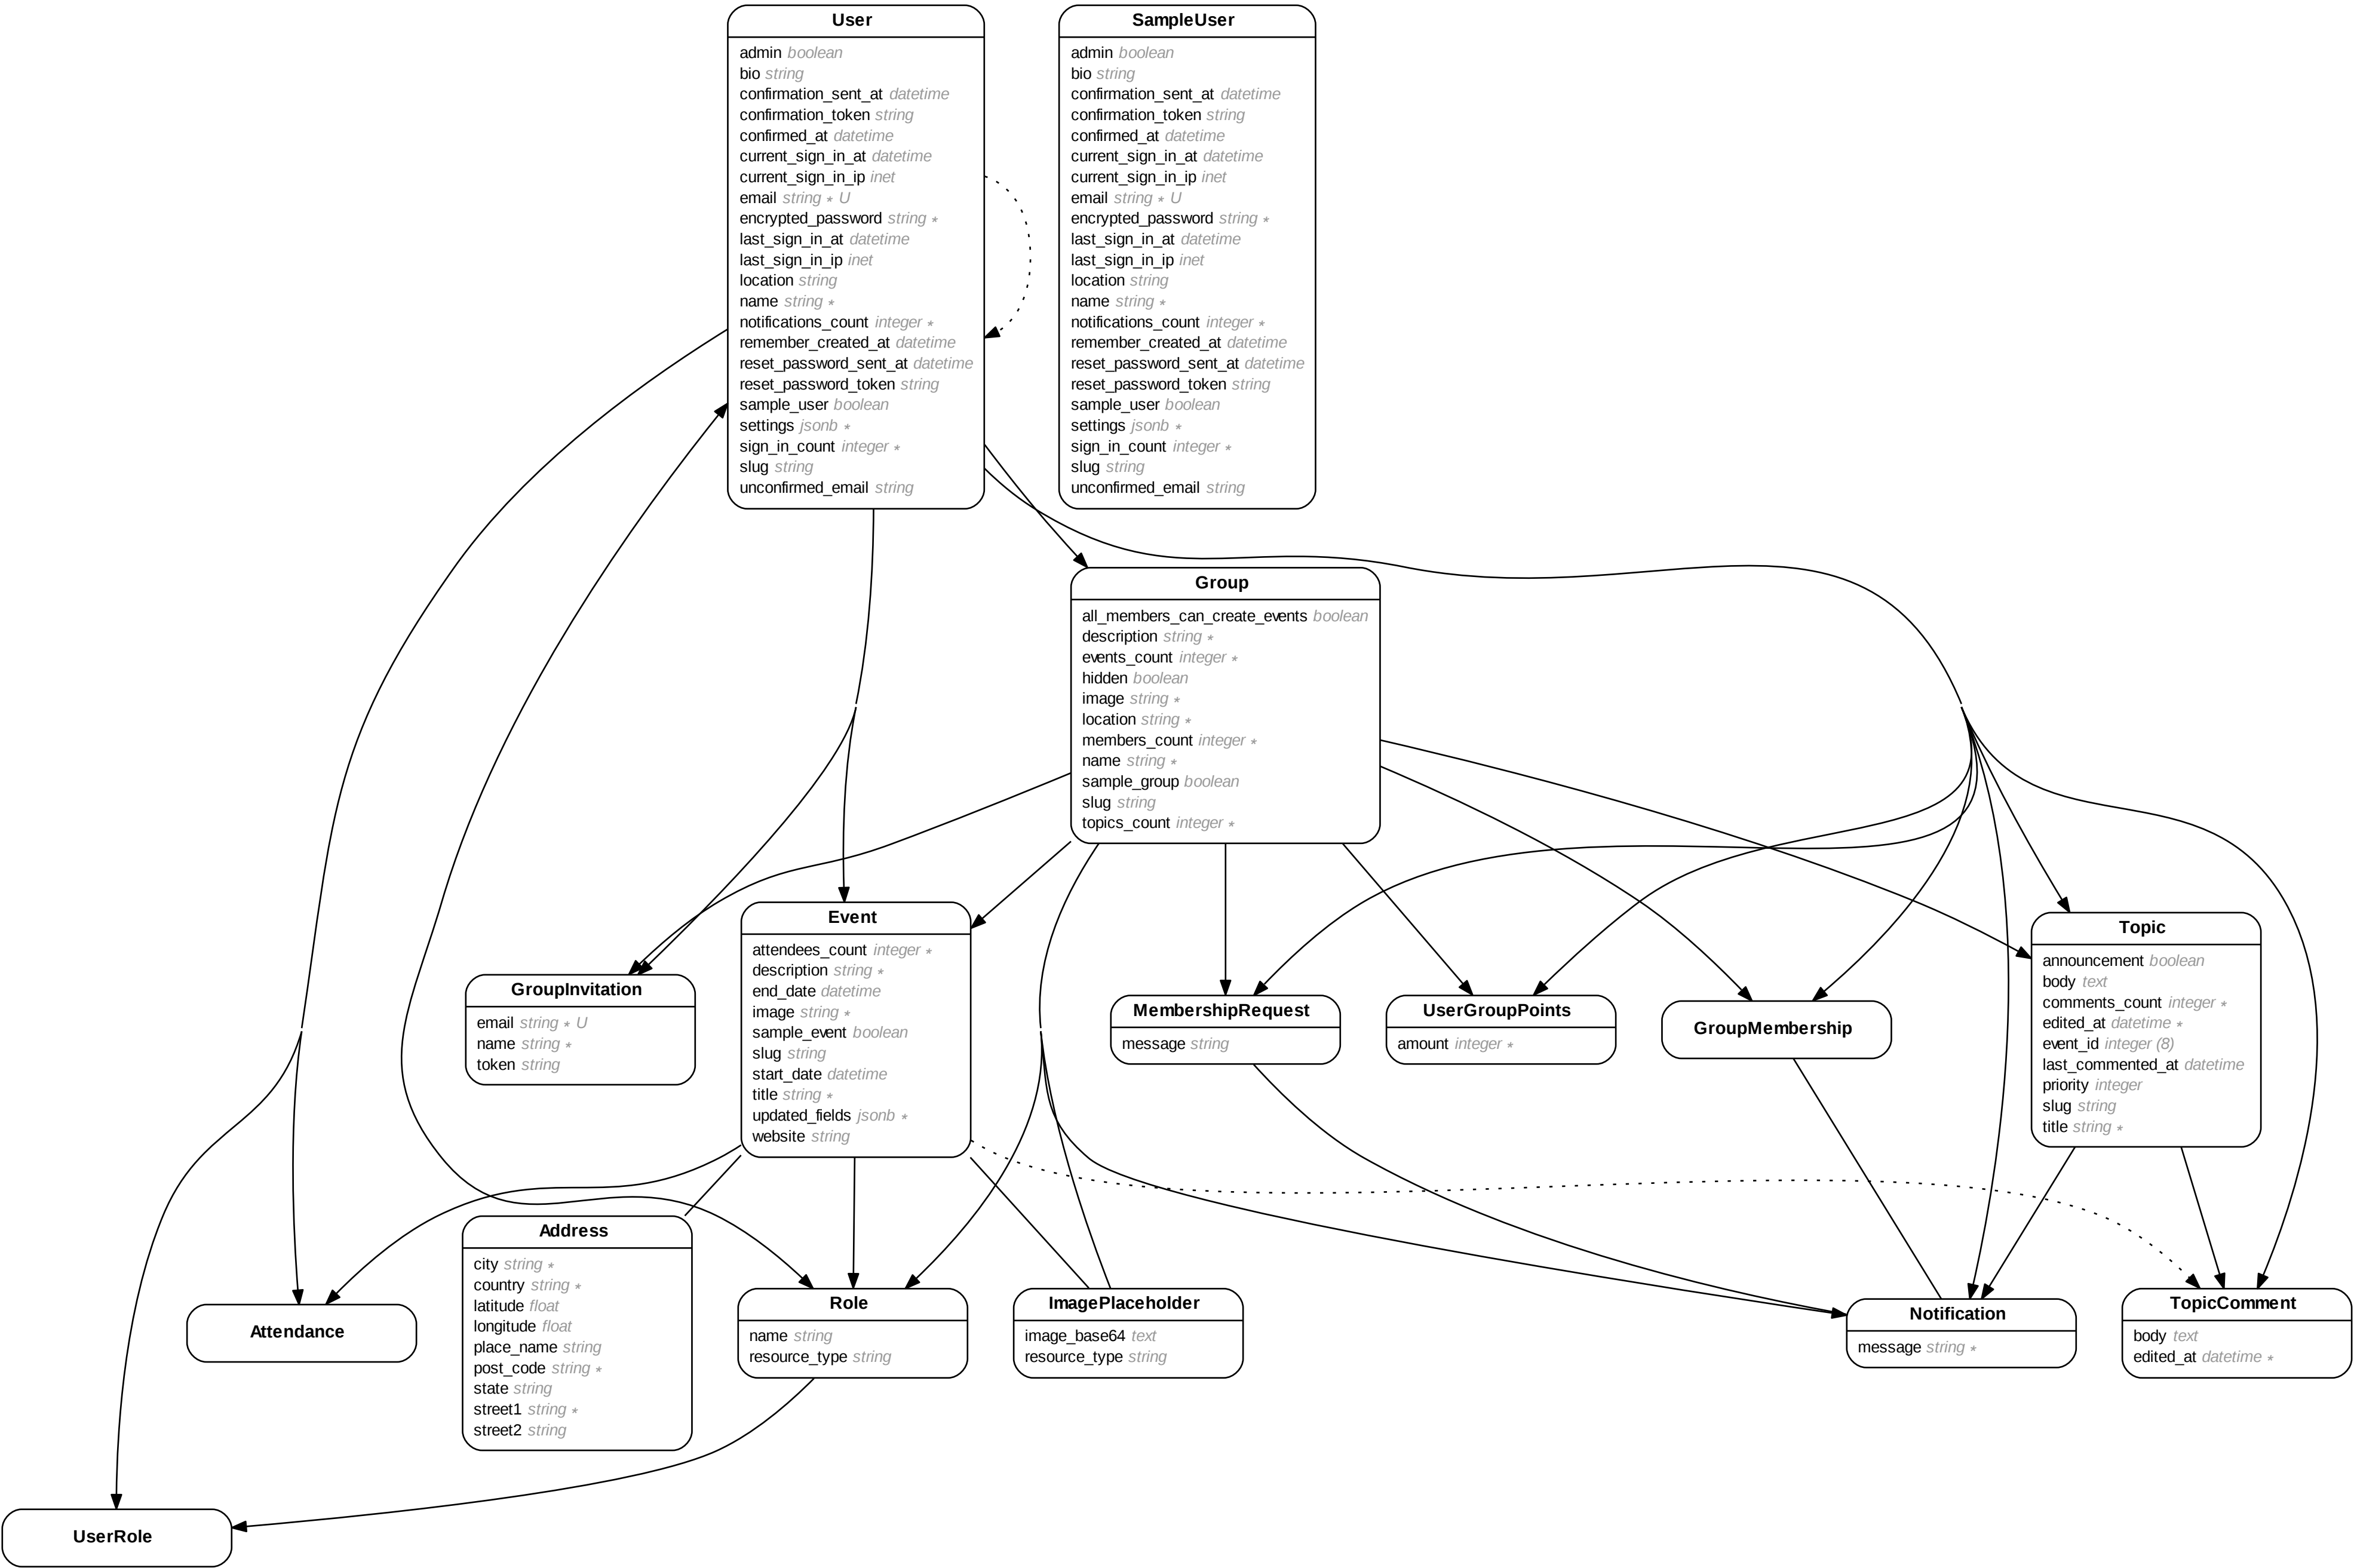 User
admin boolean
bio string
confirmation_sent_at datetime
confirmation_token string
confirmed_at datetime
current_sign_in_at datetime
current_sign_in_ip inet
email string * U
encrypted_password string *
last_sign_in_at datetime
last_sign_in_ip inet
location string
name string *
notifications_count integer *
remember_created_at datetime
reset_password_sent_at datetime
reset_password_token string
sample_user boolean
settings jsonb *
sign_in_count integer *
slug string
unconfirmed_email string
SampleUser
admin boolean
bio string
confirmation_sent_at datetime
confirmation_token string
confirmed_at datetime
current_sign_in_at datetime
current_sign_in_ip inet
email string * U
encrypted_password string *
last_sign_in_at datetime
last_sign_in_ip inet
location string
name string *
notifications_count integer *
remember_created_at datetime
reset_password_sent_at datetime
reset_password_token string
sample_user boolean
settings jsonb *
sign_in_count integer *
slug string
unconfirmed_email string
Group
all_members_can_create_events boolean
description string *
events_count integer *
hidden boolean
image string *
location string *
members_count integer *
name string *
sample_group boolean
slug string
topics_count integer *
GroupInvitation
email string * U
name string *
token string
Event
attendees_count integer *
description string *
end_date datetime
image string *
sample_event boolean
slug string
start_date datetime
title string *
updated_fields jsonb *
website string
MembershipRequest
message string
UserGroupPoints
amount integer *
GroupMembership
Topic
announcement boolean
body text
comments_count integer *
edited_at datetime *
event_id integer (8)
last_commented_at datetime
priority integer
slug string
title string *
Attendance
Address
city string *
country string *
latitude float
longitude float
place_name string
post_code string *
state string
street1 string *
street2 string
Role
name string
resource_type string
ImagePlaceholder
image_base64 text
resource_type string
Notification
message string *
TopicComment
body text
edited_at datetime *
UserRole